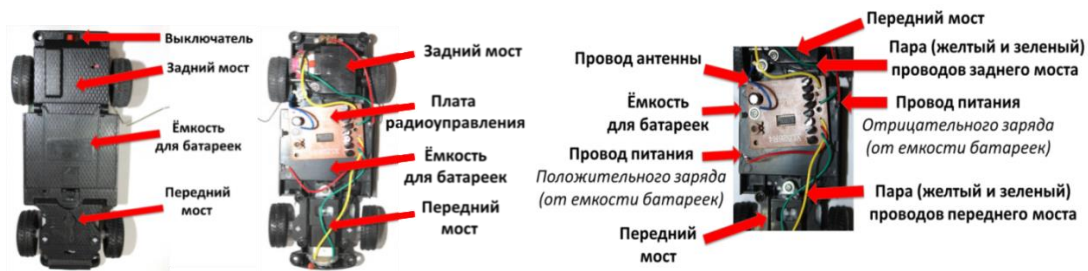 Выключатель
Задний мост
Ёмкость
для батареек
Передний
мост
Задний мост
Плата
радиоуправления
Ёмкость
для батареек
Передний
мост
Передний мост
Провод антенны
Пара (желтый и зеленый)
проводов заднего моста
Ёмкость
для батареек
Провод питания
Отрицательного заряда
(от емкости батареек)
Провод питания
Положительного заряда
(от емкости батареек)
Пара (желтый и зеленый)
проводов переднего моста
Передний
мост